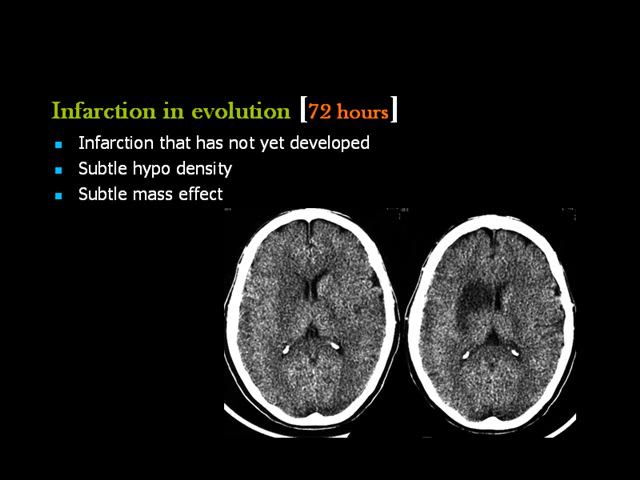 Infarction in evolution [72 hours]
Infarction that has not yet developed
Subtle hypo density
Subtle mass effect